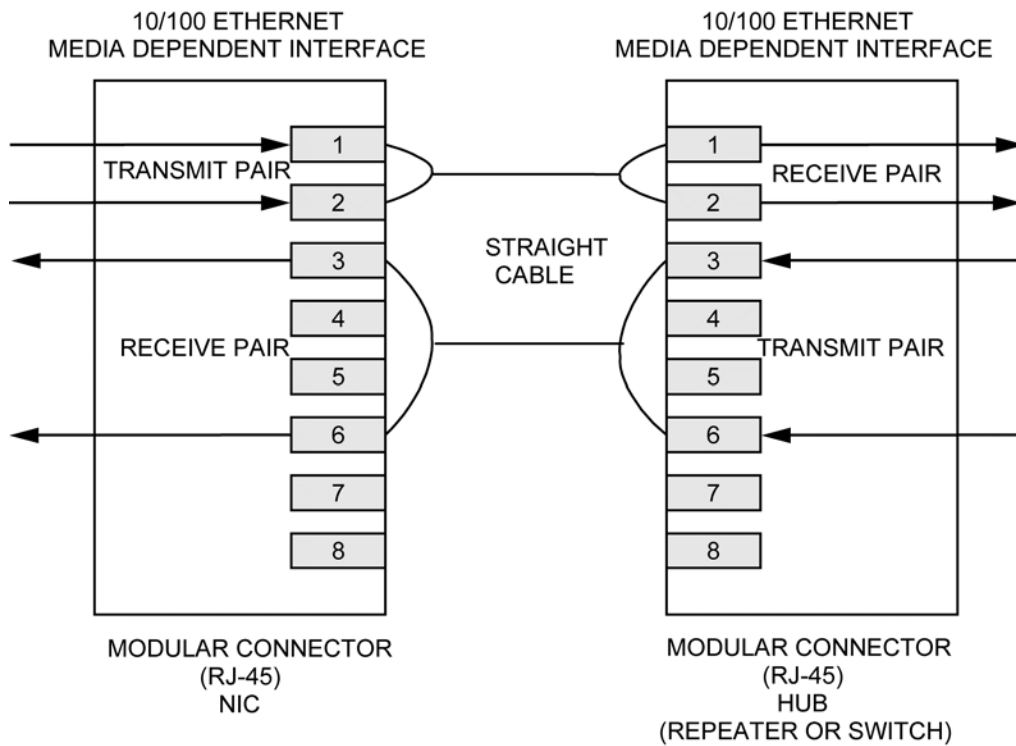 10/100 ETHERNET
MEDIA DEPENDENT INTERFACE
1
TRANSMIT PAIR
2
3
4
RECEIVE PAIR
5
6
7
8
MODULAR CONNECTOR
(RJ-45)
NIC
STRAIGHT
CABLE
10/100 ETHERNET
MEDIA DEPENDENT INTERFACE
1
RECEIVE PAIR
2
3
4
TRANSMIT PAIR
5
6
7
8
MODULAR CONNECTOR
(RJ-45)
HUB
(REPEATER OR SWITCH)